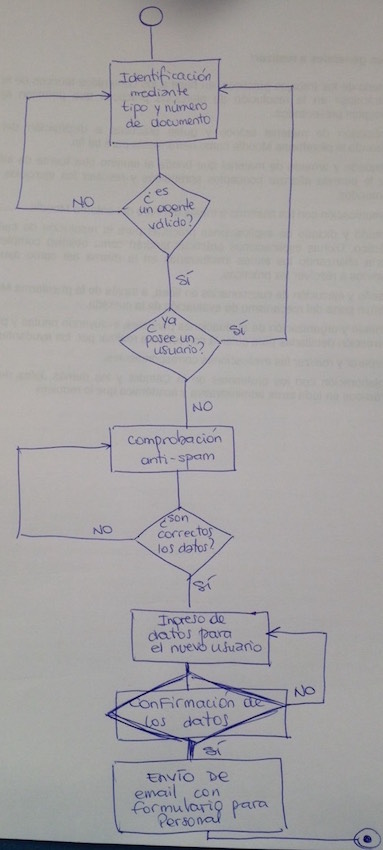 Identificación
mediante
tipo y número
de documento
¿es
un agente
válido?
NO
SÍ
¿Ya
posee un
usuario?
SÍ
NO
comprobación
anti-spam
¿son
correctos
los datos?
NO
SÍ
Ingreso de
datos para
el nuevo usuario
Confirmación de
los datos
NO
SÍ
ENVÍO DE
email con
formulario para
Personal